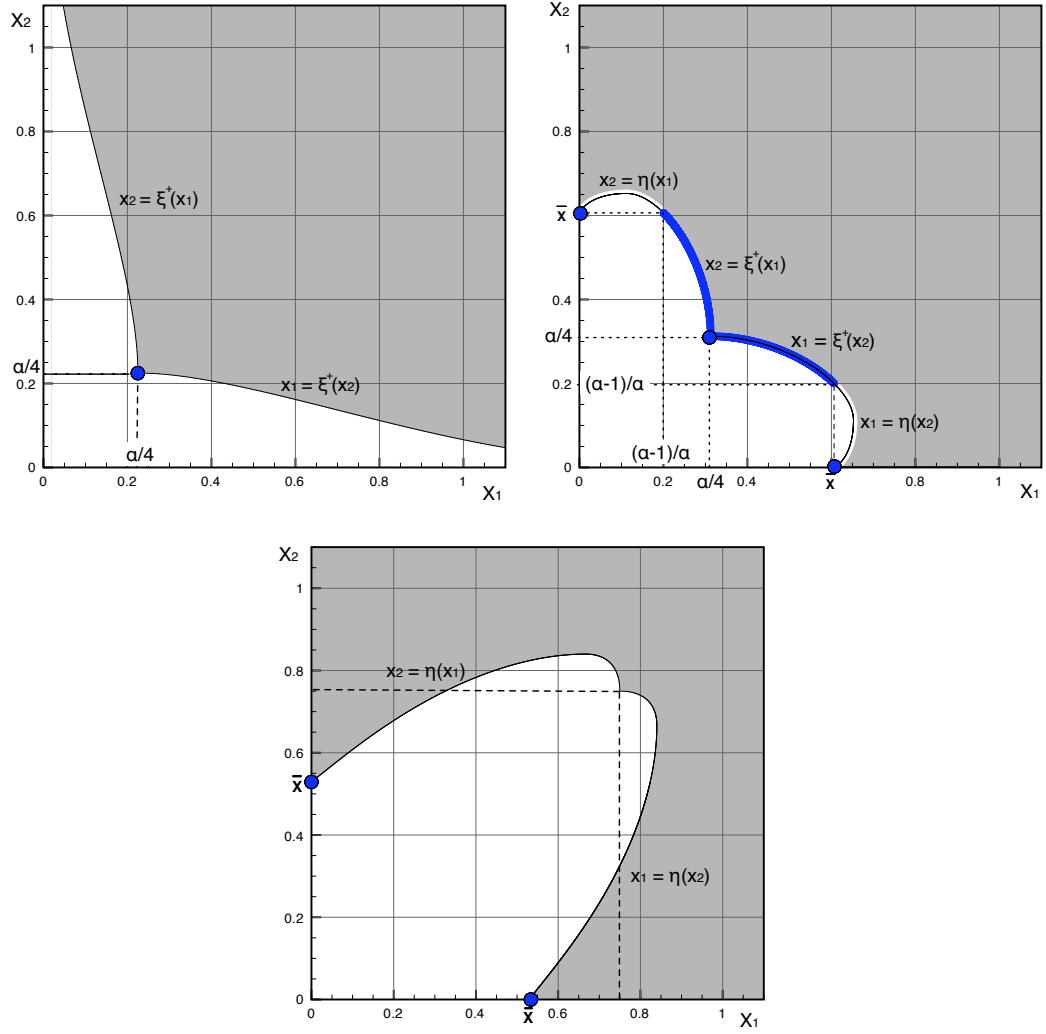 X2
1
0.8
x2 = ξ+(x1)
0.6
0.4
α/4
x1 = ξ+(x2)
0.2
α/4
0
0 0.2 0.4 0.6 0.8 1
X1
X2
1
0.8
x2 = η(x1)
x̄
0.6
x2 = ξ+(x1)
0.4
α/4
x1 = ξ+(x2)
(α-1)/α
0.2
x1 = η(x2)
(α-1)/α
0
0 0.2 α/4 0.4 x̄ 0.8 1
X1
X2
1
x2 = η(x1)
0.8
0.6
x̄
0.4
x1 = η(x2)
0.2
0
0 0.2 0.4 x̄ 0.6 0.8 1
X1